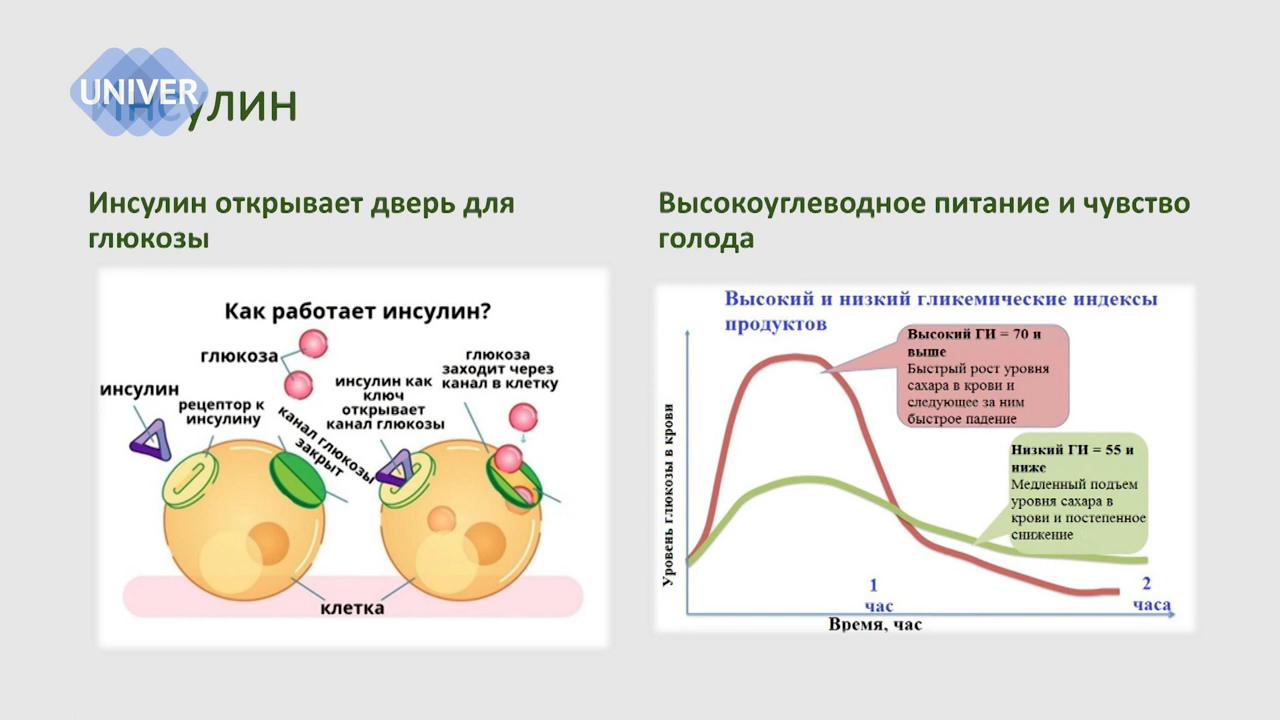 UNIVER
Инсулин
Инсулин открывает дверь для
глюкозы
Как работает инсулин?
глюкоза
инсулин
рецептор к
инсулину
канал глюкозы
закрыт
инсулин как
ключ
открывает
канал глюкозы
глюкоза
заходит через
канал в клетку
клетка
Высокоуглеводное питание и чувство
голода
Высокий и низкий гликемические индексы
продуктов
Высокий ГИ = 70 и
выше
Быстрый рост уровня
сахара в крови и
следующее за ним
быстрое падение
Низкий ГИ = 55 и
ниже
Медленный подъем
уровня сахара в
крови и постепенное
снижение
Уровень глюкозы в крови
1
час
2
часа
Время, час